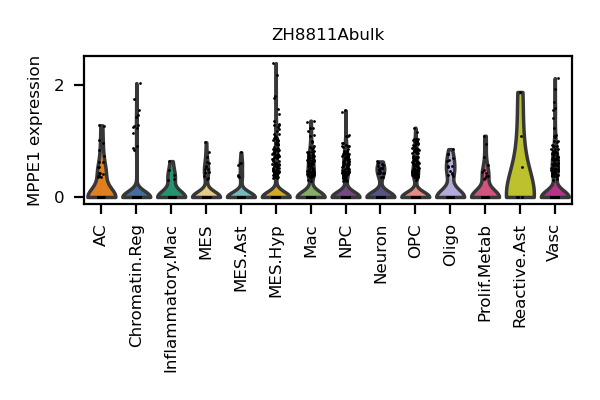 ZH8811Abulk
MPPE1 expression
2
0
AC
Chromatin.Reg
Inflammatory.Mac
MES
MES.Ast
MES.Hyp
Mac
NPC
Neuron
OPC
Oligo
Prolif.Metab
Reactive.Ast
Vasc